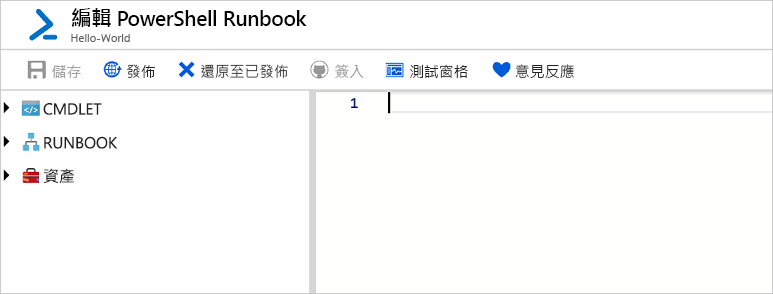 編輯 PowerShell Runbook
Hello-World
儲存 發佈 還原至已發佈 簽入 測試窗格 意見反應
CMDLET 1
RUNBOOK
資產